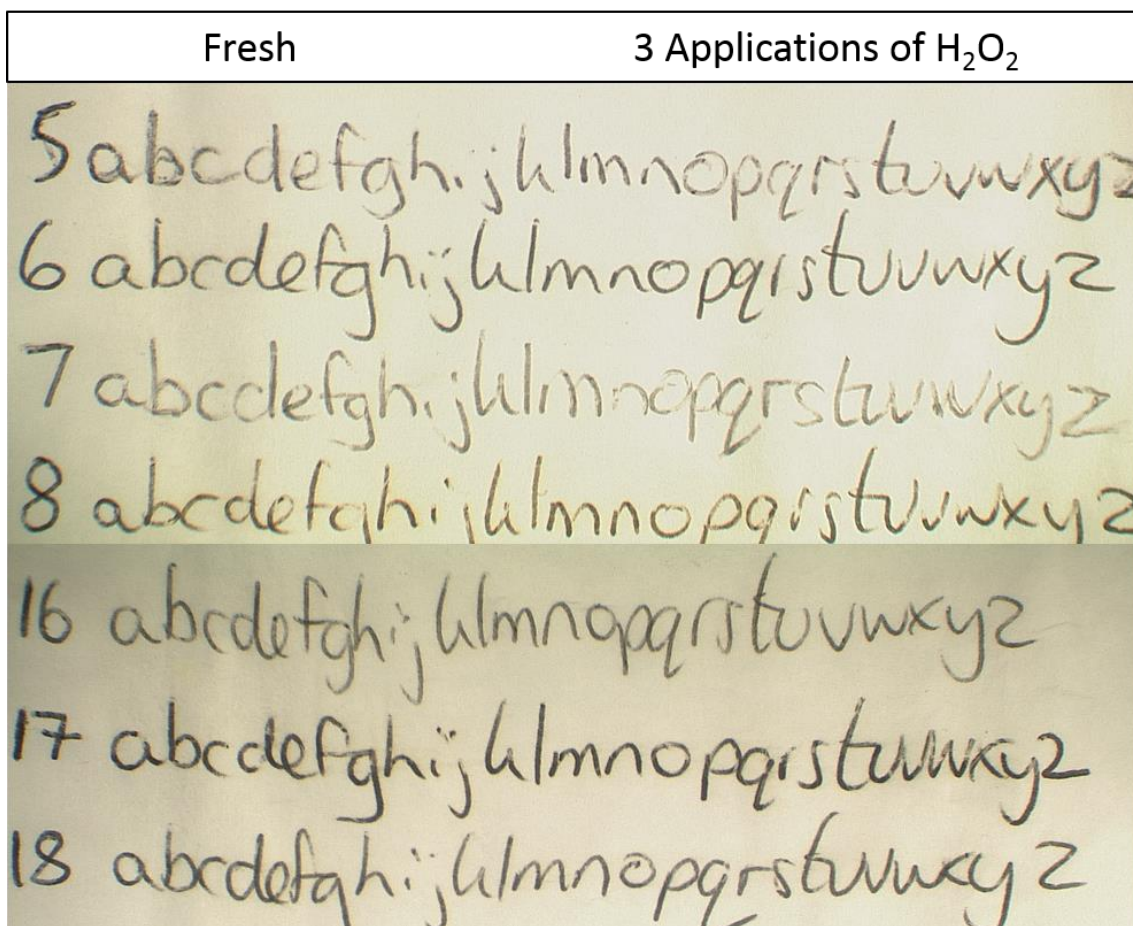 Fresh 3 Applications of H₂O₂
5 abcdefghijklmnopqrstuvwxyz
6 abcdefghijklmnopqrstuvwxyz
7 abcdefghijklmnopqrstuvwxyz
8 abcdefghijklmnopqrstuvwxyz
16 abcdefghijklmnopqrstuvwxyz
17 abcdefghijklmnopqrstuvwxyz
18 abcdefghijklmnopqrstuvwxyz